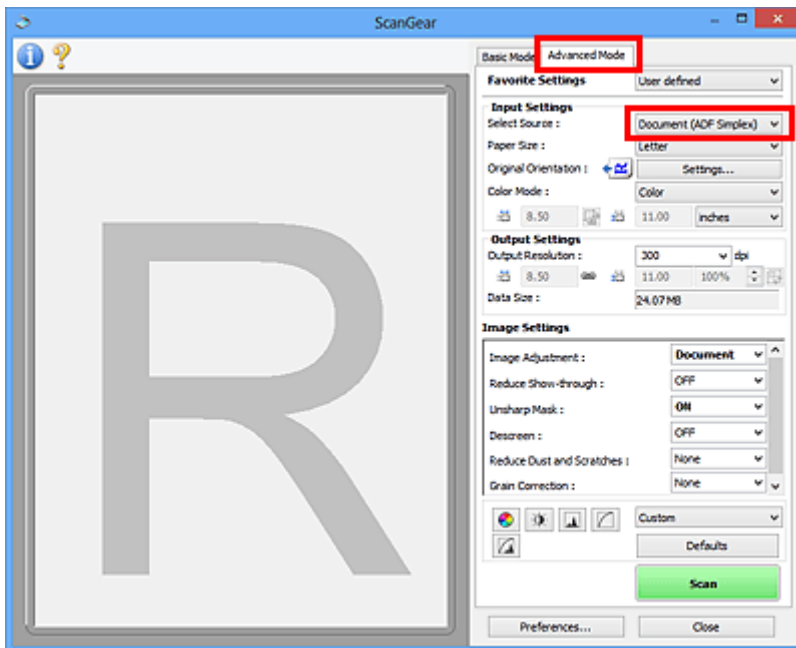 ScanGear
Basic Mode Advanced Mode
Favorite Settings User defined
Input Settings
Select Source : Document (ADF Simplex)
Paper Size : Letter
Original Orientation : Settings...
Color Mode : Color
8.50 11.00 inches
Output Settings
Output Resolution : 300 dpi
8.50 11.00 100%
Data Size : 24.07 MB
Image Settings
Image Adjustment : Document
Reduce Show-through : OFF
Unsharp Mask : ON
Descreen : OFF
Reduce Dust and Scratches : None
Grain Correction : None
Custom
Defaults
Scan
Preferences... Close
R